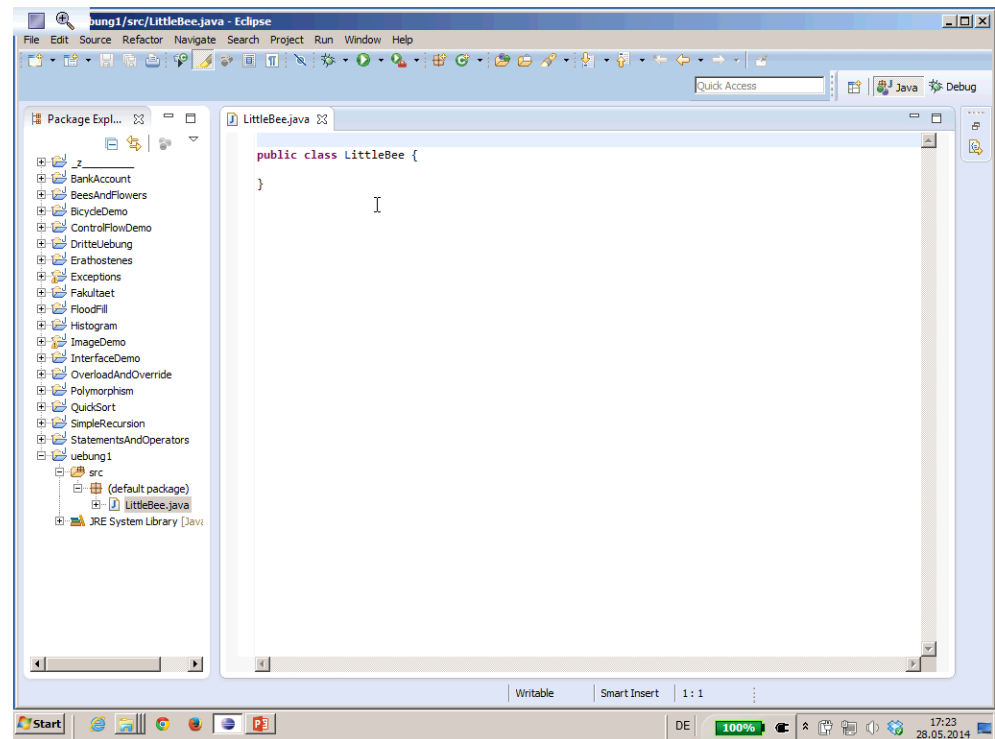 bung1/src/LittleBee.java - Eclipse
File Edit Source Refactor Navigate Search Project Run Window Help
Quick Access
Java
Debug
Package Expl...
LittleBee.java
_z_________
BankAccount
BeesAndFlowers
BicycleDemo
ControlFlowDemo
DritteUebung
Erathostenes
Exceptions
Fakultaet
FloodFill
Histogram
ImageDemo
InterfaceDemo
OverloadAndOverride
Polymorphism
QuickSort
SimpleRecursion
StatementsAndOperators
uebung1
src
(default package)
LittleBee.java
JRE System Library [Java
public class LittleBee {
}
Writable
Smart Insert
1 : 1
Start
DE
100%
17:23
28.05.2014